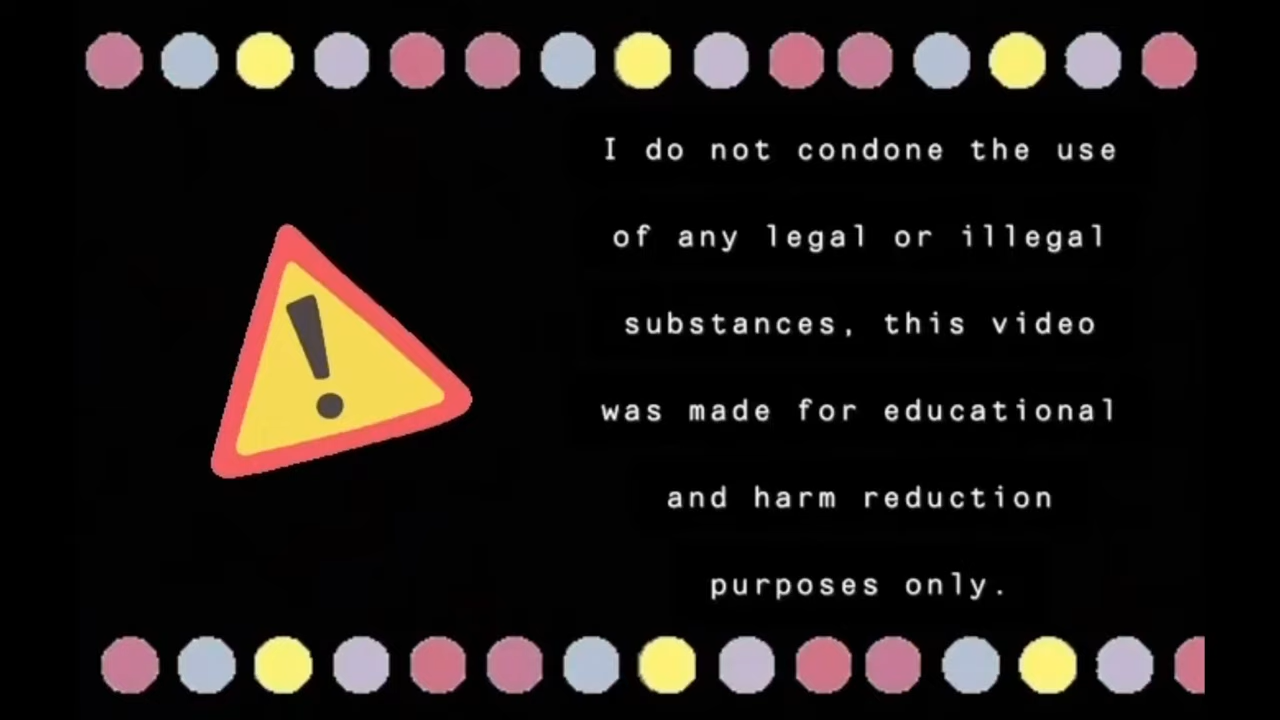 I do not condone the use
of any legal or illegal
substances, this video
was made for educational
and harm reduction
purposes only.